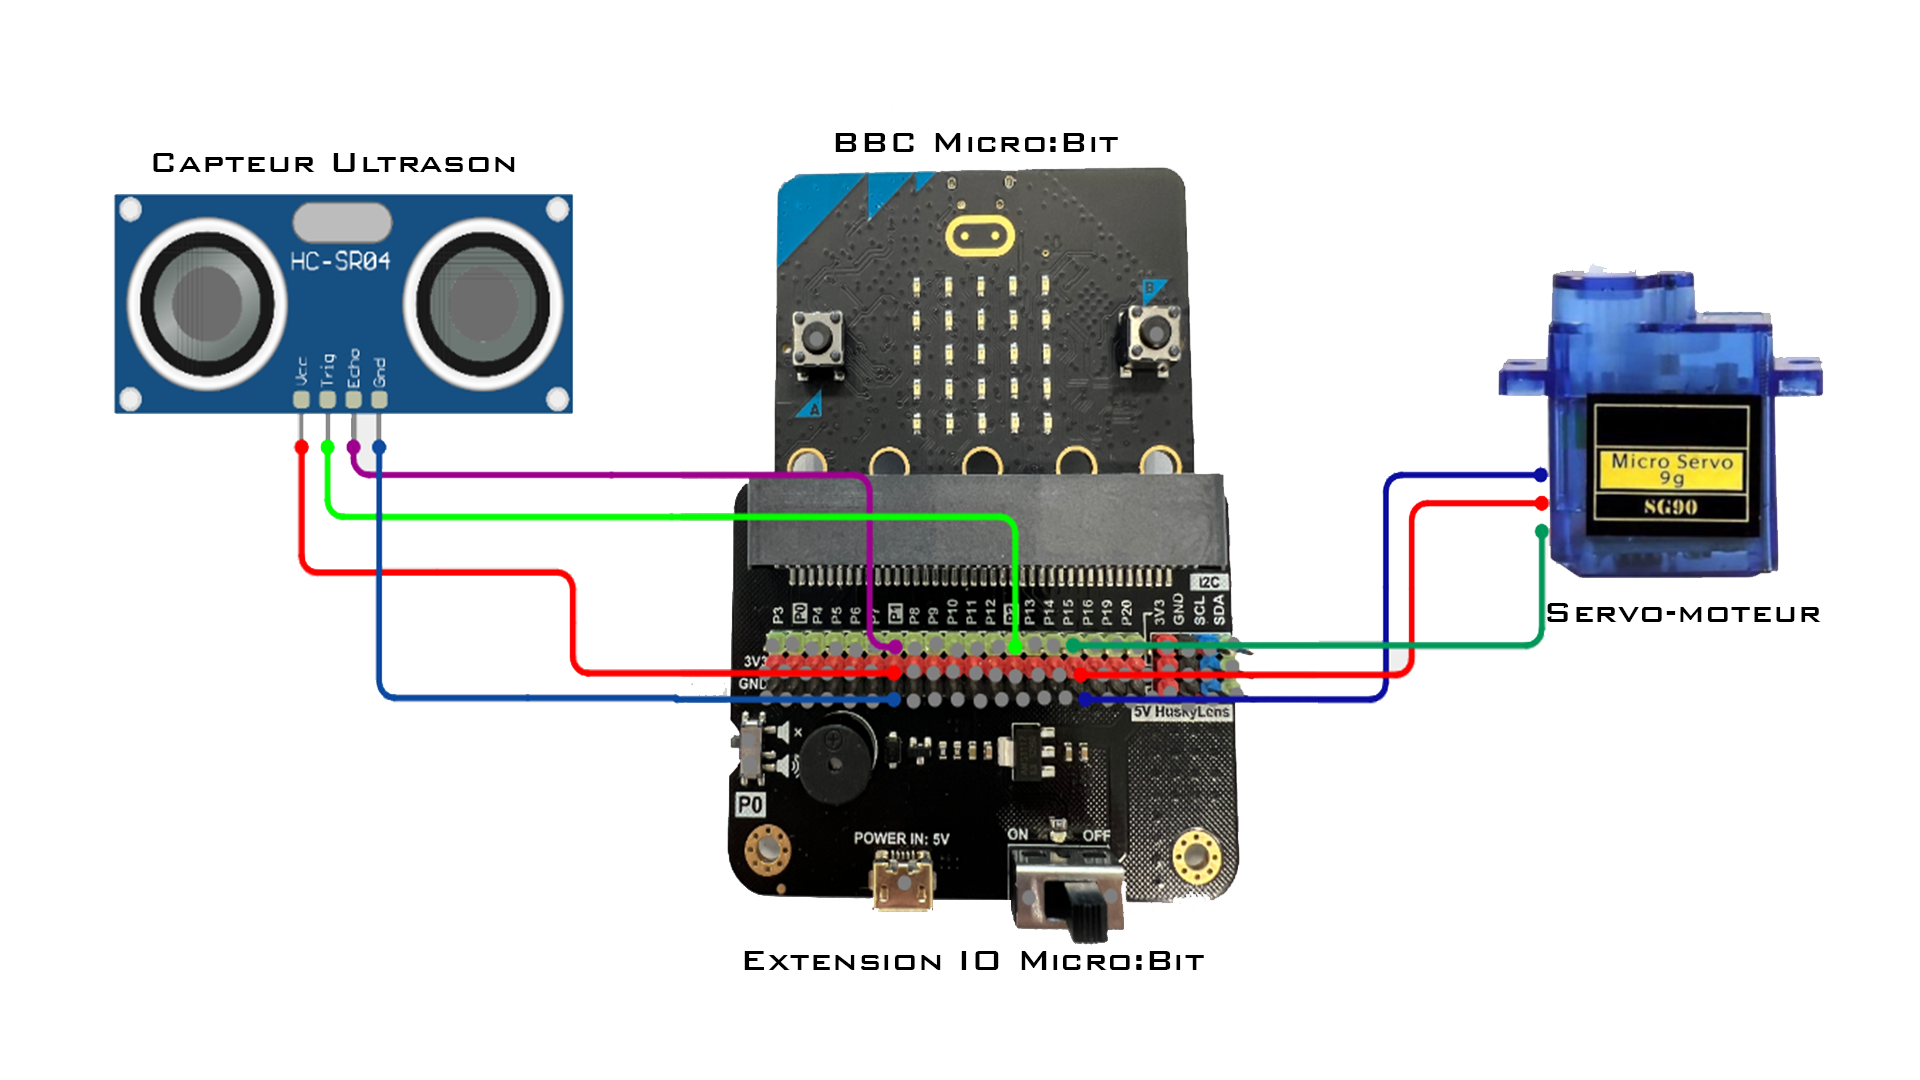 BBC Micro:Bit
Capteur Ultrason
HC-SR04
Vcc
Trig
Echo
Gnd
B
A
Micro Servo
9g
SG90
Servo-moteur
I2C
P3
P0
P4
P5
P6
P7
P1
P8
P9
P10
P11
P12
P13
P14
P15
P16
P19
P20
3V3
GND
SCL
SDA
3V3
GND
5V HuskyLens
P0
POWER IN: 5V
ON
OFF
Extension IO Micro:Bit